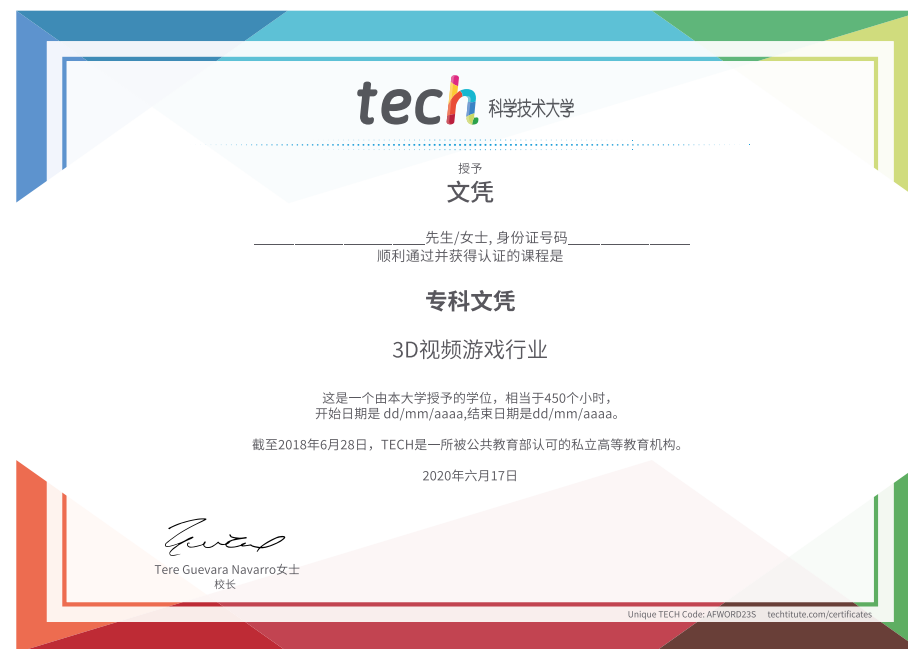 tech 科学技术大学
授予
文凭
先生/女士, 身份证号码
顺利通过并获得认证的课程是
专科文凭
3D视频游戏行业
这是一个由本大学授予的学位，相当于450个小时，
开始日期是 dd/mm/aaaa,结束日期是dd/mm/aaaa。
截至2018年6月28日，TECH是一所被公共教育部认可的私立高等教育机构。
2020年六月17日
Tere Guevara Navarro女士
校长
Unique TECH Code: AFWORD23S techtitute.com/certificates